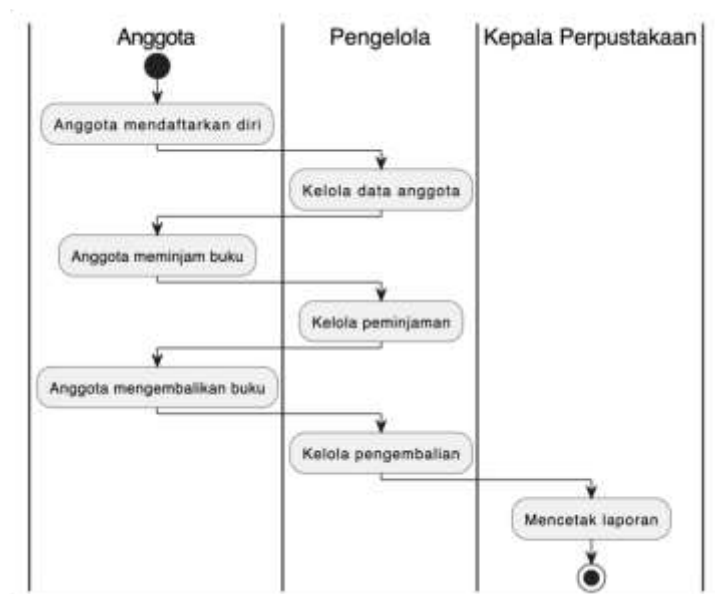 Anggota
Pengelola
Kepala Perpustakaan
Anggota mendaftarkan diri
Kelola data anggota
Anggota meminjam buku
Kelola peminjaman
Anggota mengembalikan buku
Kelola pengembalian
Mencetak laporan